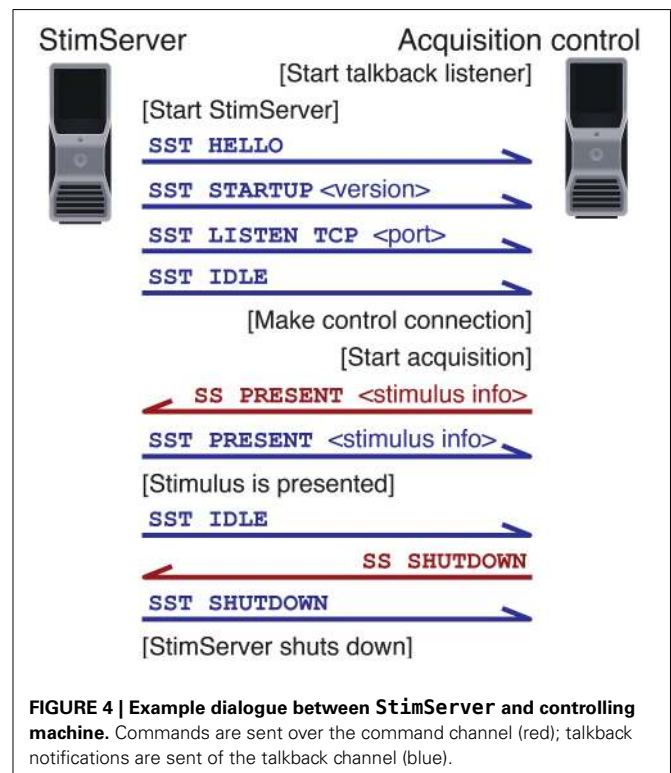 StimServer
Acquisition control
[Start talkback listener]
[Start StimServer]
SST HELLO
SST STARTUP <version>
SST LISTEN TCP <port>
SST IDLE
[Make control connection]
[Start acquisition]
SS PRESENT <stimulus info>
SST PRESENT <stimulus info>
[Stimulus is presented]
SST IDLE
SS SHUTDOWN
SST SHUTDOWN
[StimServer shuts down]
FIGURE 4 | Example dialogue between StimServer and controlling
machine. Commands are sent over the command channel (red); talkback
notifications are sent of the talkback channel (blue).